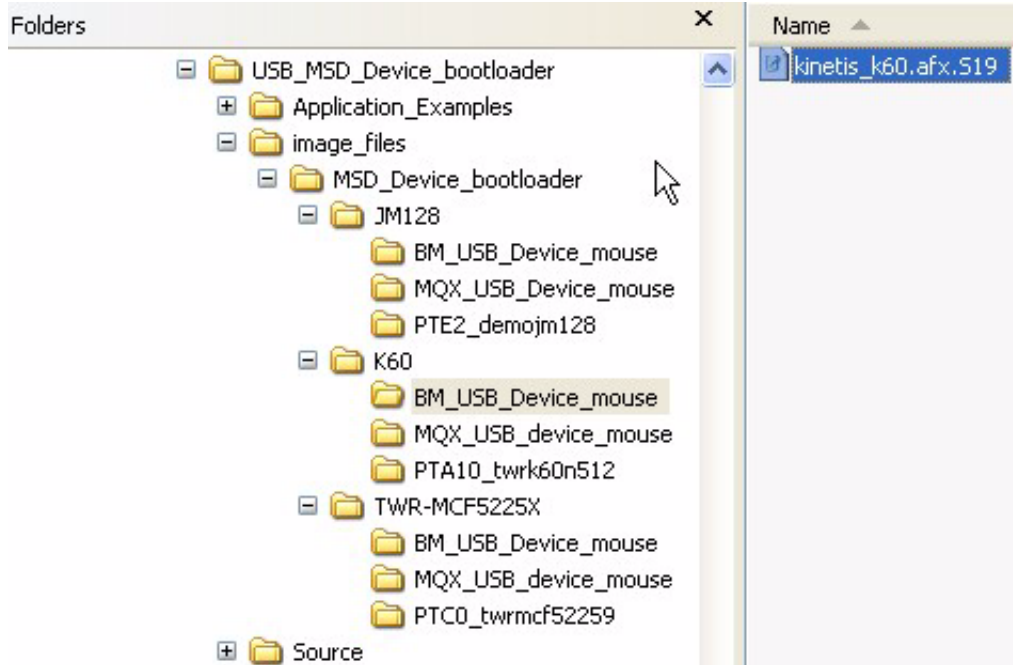 Folders
USB_MSD_Device_bootloader
Application_Examples
image_files
MSD_Device_bootloader
JM128
BM_USB_Device_mouse
MQX_USB_Device_mouse
PTE2_demojm128
K60
BM_USB_Device_mouse
MQX_USB_device_mouse
PTA10_twrk60n512
TWR-MCF5225X
BM_USB_Device_mouse
MQX_USB_device_mouse
PTC0_twrmcf52259
Source
Name
kinetis_k60.afx.S19